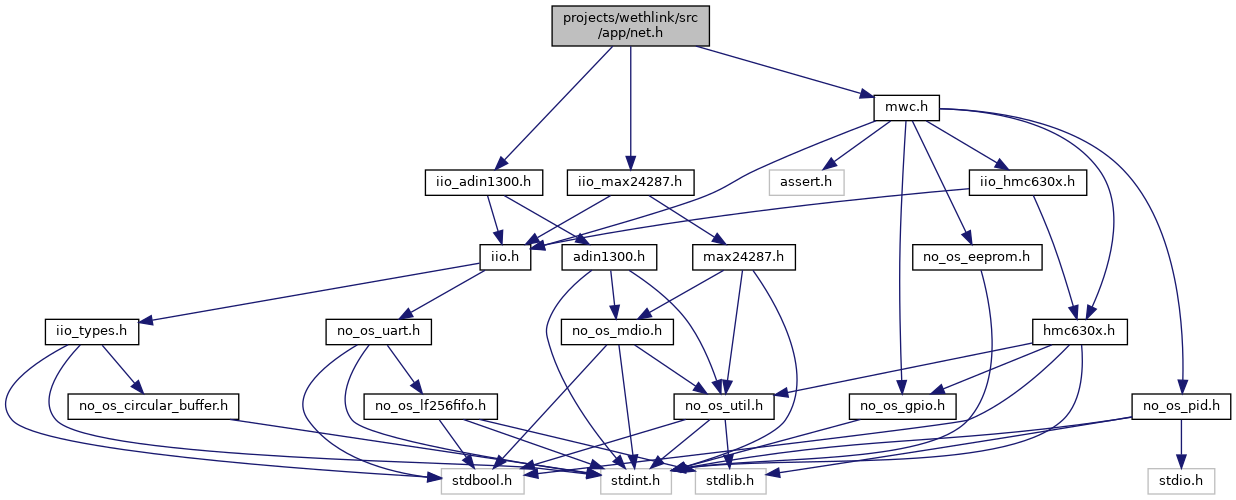 projects/wethlink/src
/app/net.h
mwc.h
iio_adin1300.h
iio_max24287.h
assert.h
iio_hmc630x.h
iio.h
adin1300.h
max24287.h
no_os_eeprom.h
iio_types.h
no_os_uart.h
no_os_mdio.h
hmc630x.h
no_os_circular_buffer.h
no_os_lf256fifo.h
no_os_util.h
no_os_gpio.h
no_os_pid.h
stdbool.h
stdint.h
stdlib.h
stdio.h